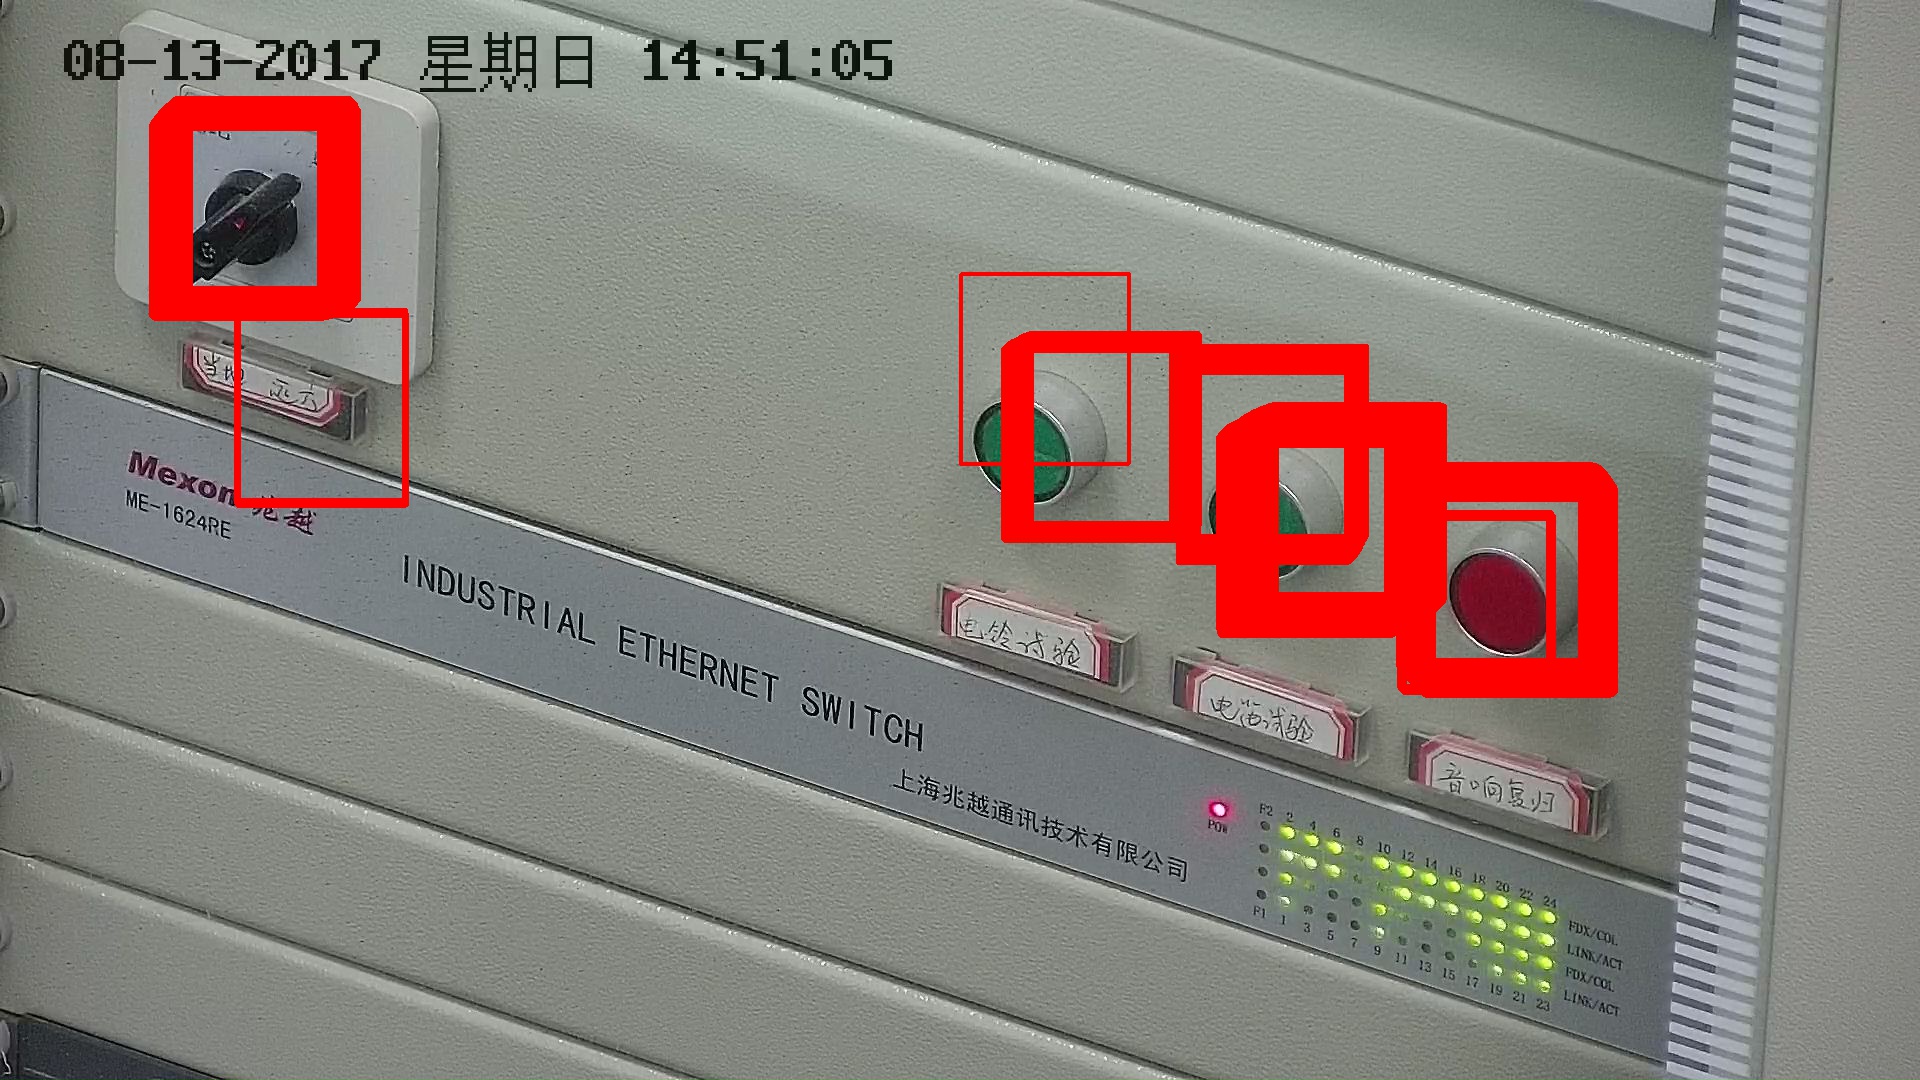 08-13-2017 星期日 14:51:05
当地
Mexon 兆越
ME-1624RE
INDUSTRIAL ETHERNET SWITCH
电铃试验
电笛试验
音响复归
上海兆越通讯技术有限公司
POW
F2 2 4 6 8 10 12 14 16 18 20 22 24
FDX/COL
LINK/ACT
FDX/COL
LINK/ACT
F1 1 3 5 7 9 11 13 15 17 19 21 23